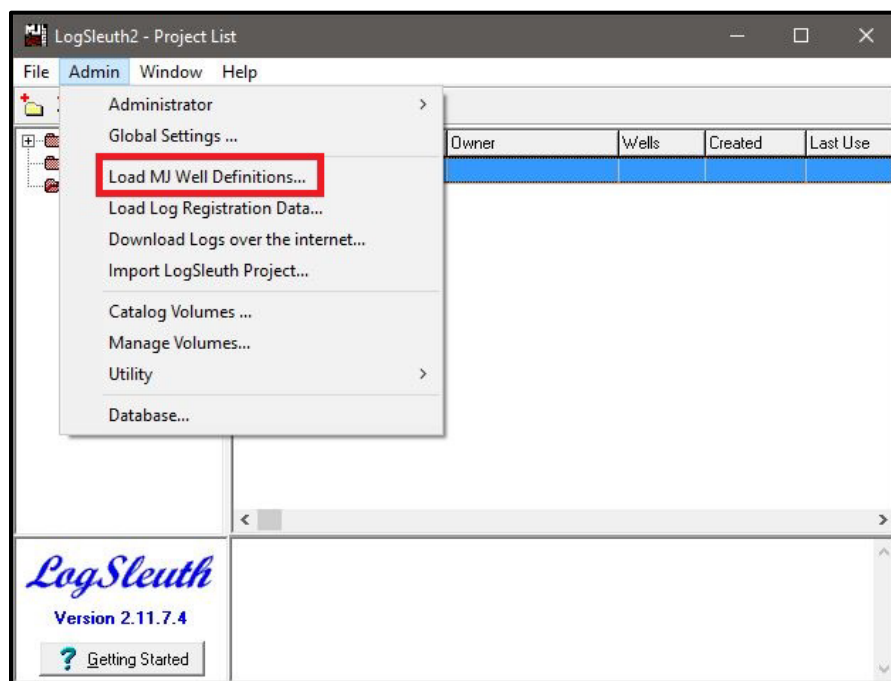 LogSleuth2 - Project List
File Admin Window Help
Administrator
Global Settings ...
Owner Wells Created Last Use
Load MJ Well Definitions...
Load Log Registration Data...
Download Logs over the internet...
Import LogSleuth Project...
Catalog Volumes ...
Manage Volumes...
Utility
Database...
LogSleuth
Version 2.11.7.4
? Getting Started